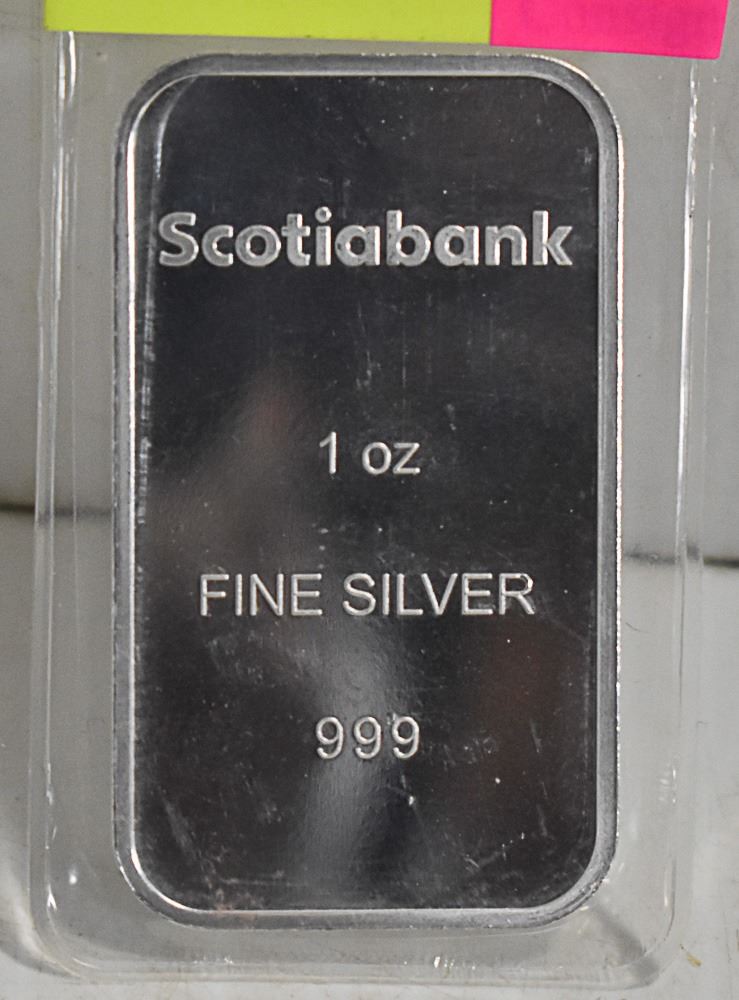 Scotiabank
1 oz
FINE SILVER
999